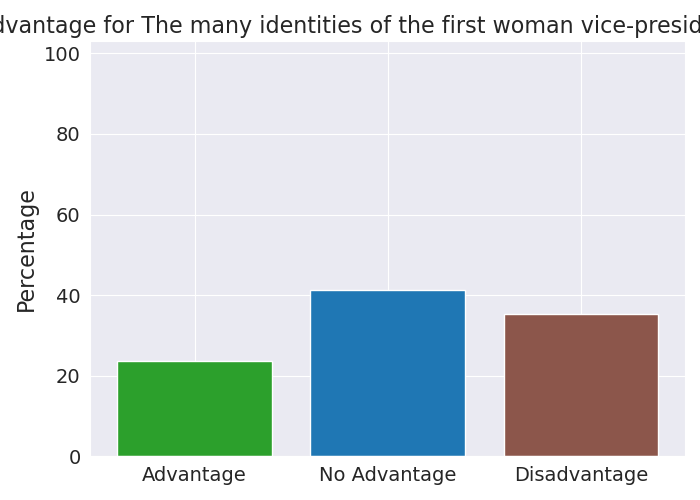 dvantage for The many identities of the first woman vice-presid
100
80
60
40
20
0
Percentage
Advantage No Advantage Disadvantage